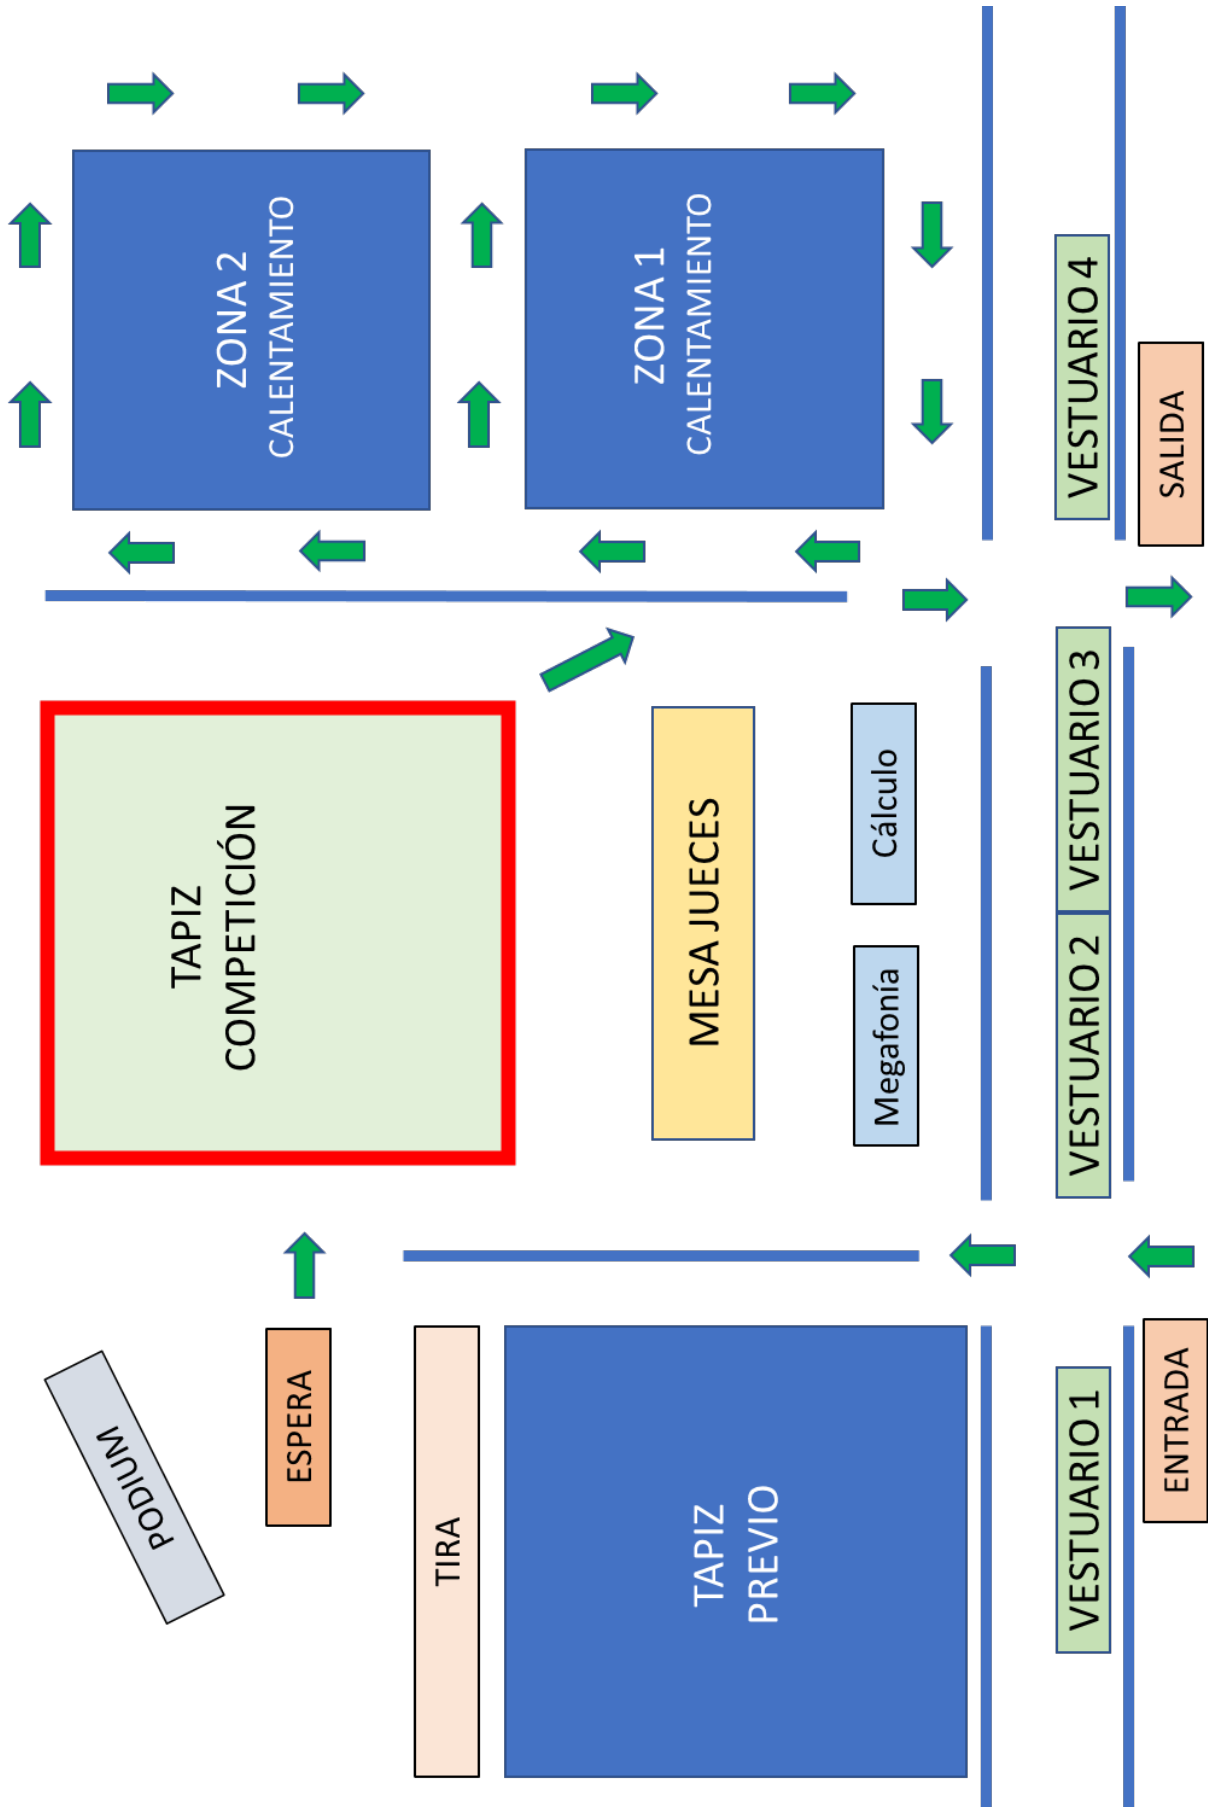 PODIUM
ESPERA
TIRA
TAPIZ
PREVIO
VESTUARIO 1
ENTRADA
TAPIZ
COMPETICIÓN
MESA JUECES
Megafonía
Cálculo
VESTUARIO 2
VESTUARIO 3
ZONA 2
CALENTAMIENTO
ZONA 1
CALENTAMIENTO
VESTUARIO 4
SALIDA